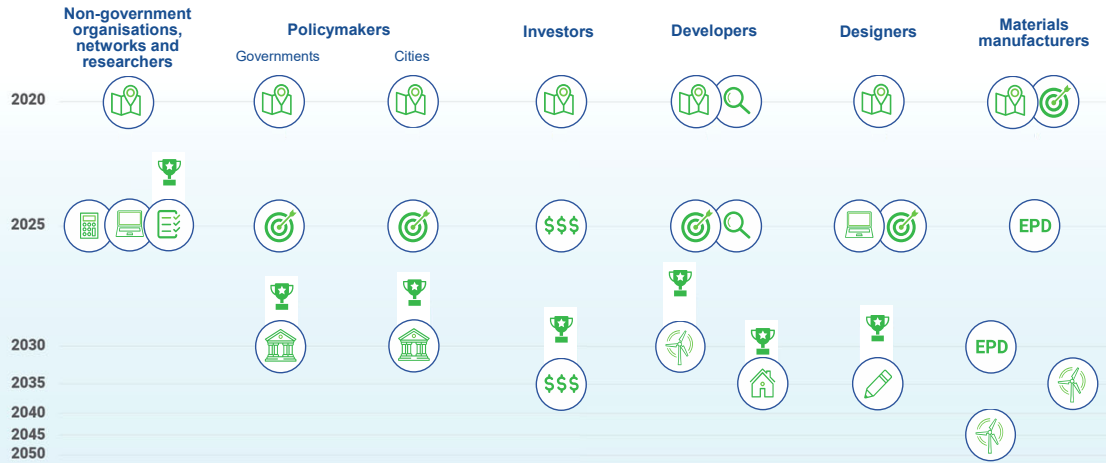 Non-government
organisations,
networks and
researchers
Policymakers
Governments
Cities
Investors
Developers
Designers
Materials
manufacturers
2020
2025
$$$
EPD
2030
EPD
2035
$$$
2040
2045
2050